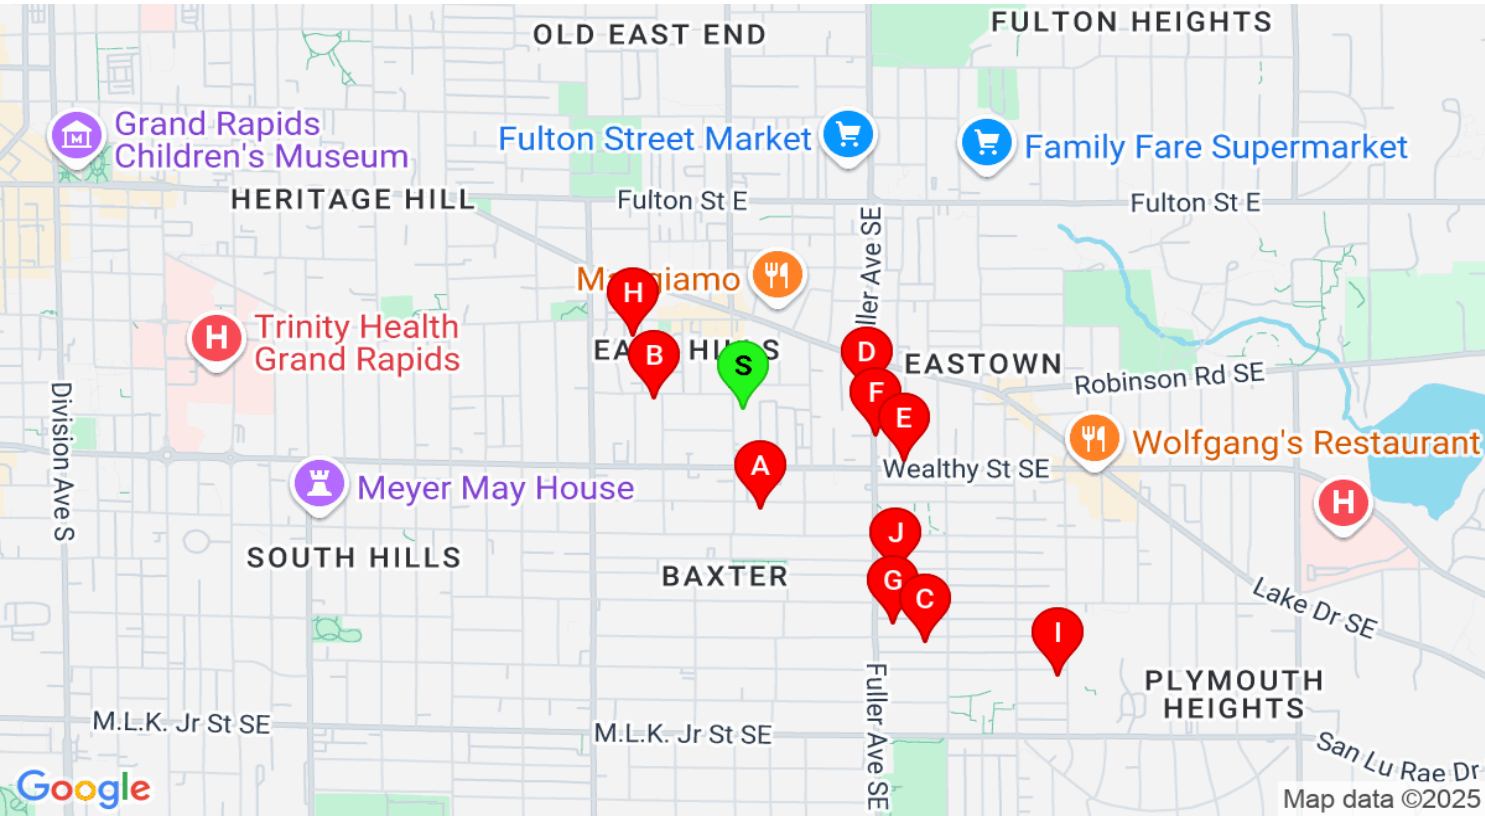 OLD EAST END
FULTON HEIGHTS
Grand Rapids
Children's Museum
Fulton Street Market
Family Fare Supermarket
HERITAGE HILL
Fulton St E
Fulton St E
Fuller Ave SE
H
B
S
D
F
E
A
J
G
C
I
EASTOWN
H
Trinity Health
Grand Rapids
Robinson Rd SE
Division Ave S
Wolfgang's Restaurant
Wealthy St SE
Meyer May House
H
SOUTH HILLS
BAXTER
Lake Dr SE
PLYMOUTH
HEIGHTS
Fuller Ave SE
M.L.K. Jr St SE
M.L.K. Jr St SE
San Lu Rae Dr
Google
Map data ©2025